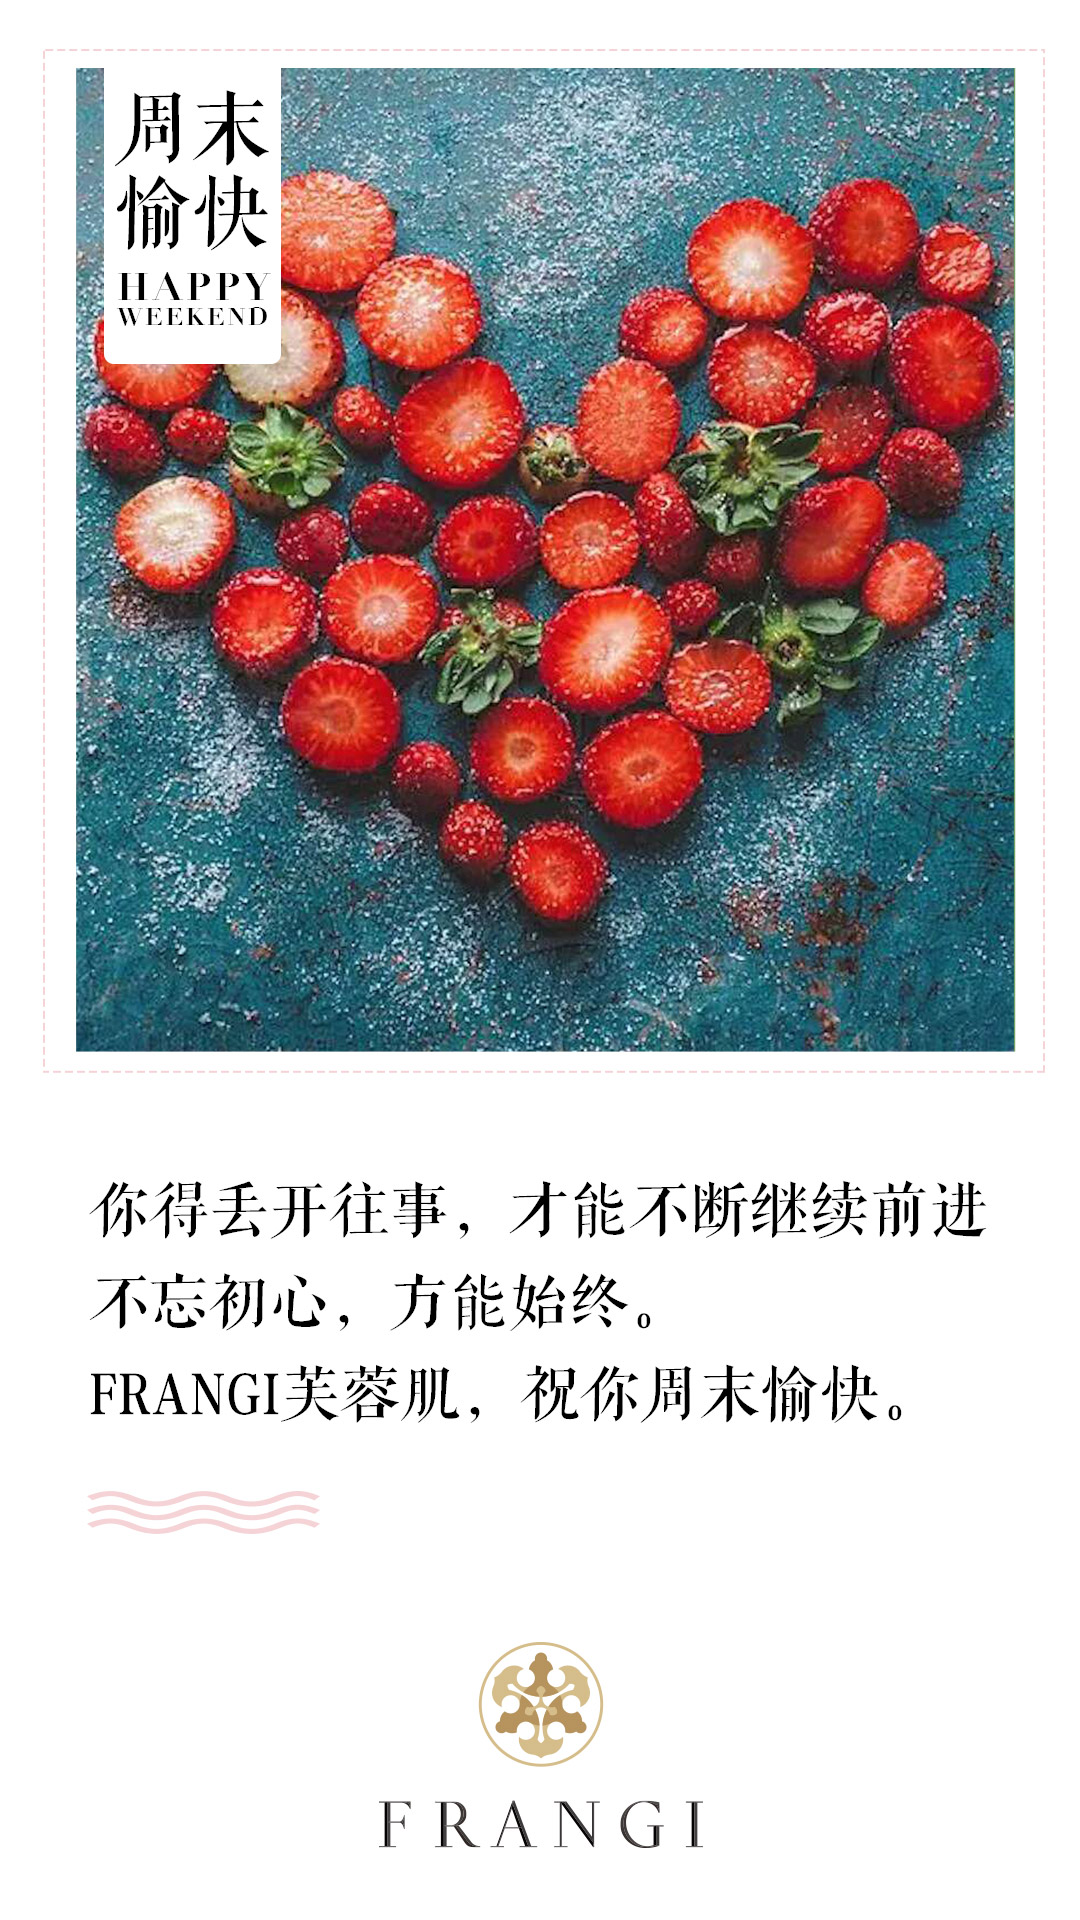 周末
愉快
HAPPY
WEEKEND
你得丢开往事，才能不断继续前进
不忘初心，方能始终。
FRANGI芙蓉肌，祝你周末愉快。
FRANGI